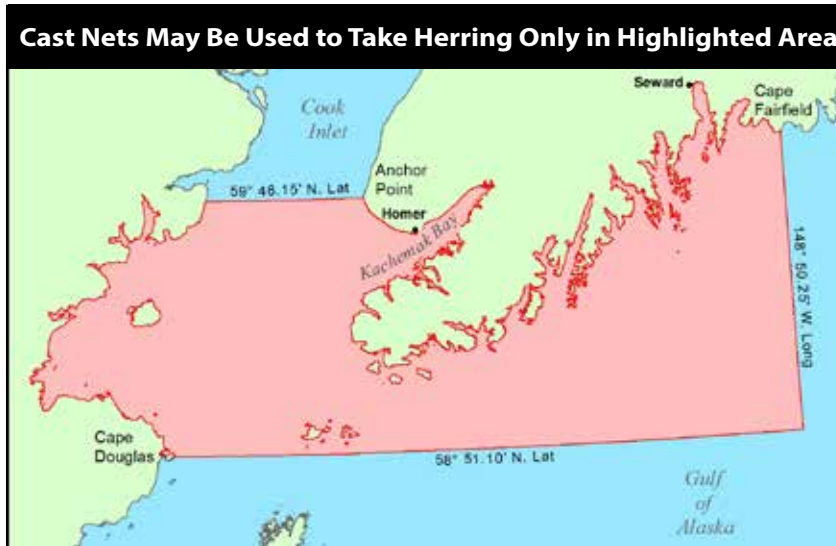 Cast Nets May Be Used to Take Herring Only in Highlighted Area
Seward
Cape
Fairfield
Cook
Inlet
Anchor
Point
59° 46.15' N. Lat
Homer
Kachemak Bay
148° 50.25' W. Long
Cape
Douglas
58° 51.10' N. Lat
Gulf
of
Alaska